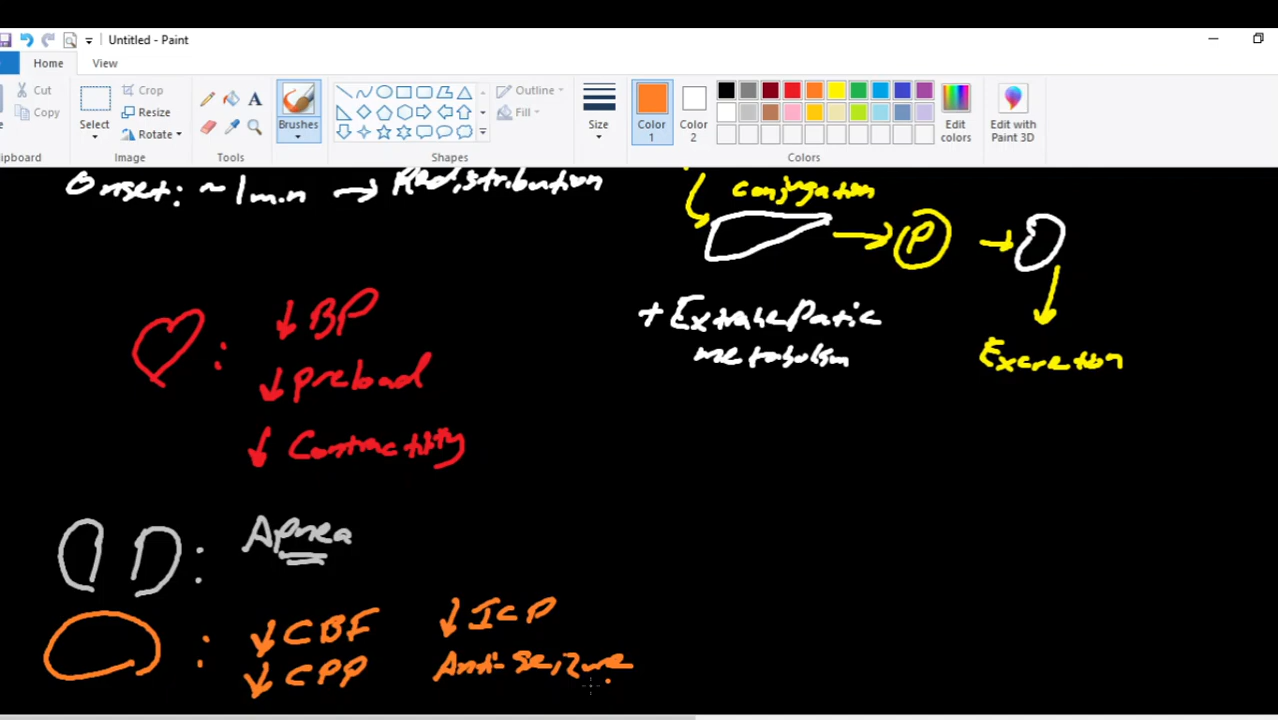 Untitled - Paint
Home
View
Cut
Copy
lipboard
Select
Crop
Resize
Rotate
Image
A
Tools
Brushes
Outline
Fill
Shapes
Size
Color
1
Color
2
Edit
colors
Edit with
Paint 3D
Colors
Onset: ~ 1min → Redistribution
conjugation
P
+ Extrahepatic
metabolism
Excretion
: ↓ BP
↓ preload
↓ Contractility
: Apnea
: ↓ CBF ↓ ICP
↓ CPP Anti-Seizure